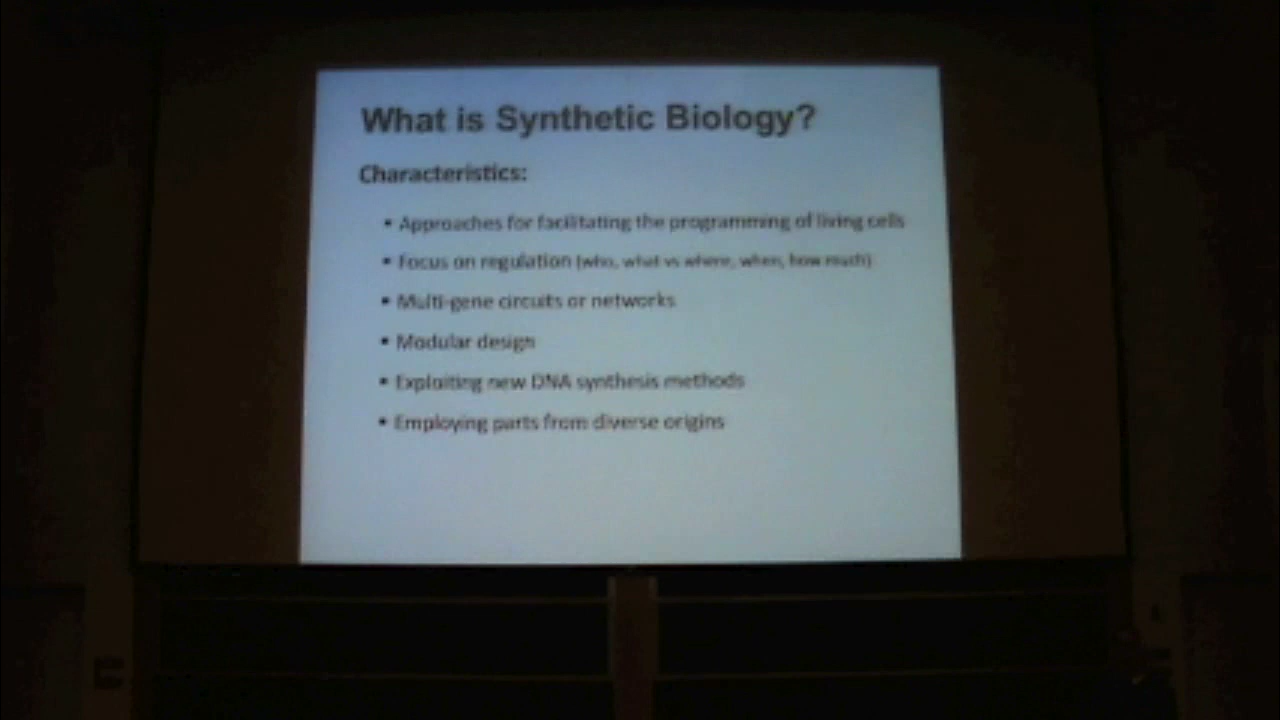 What is Synthetic Biology?
Characteristics:
▪ Approaches for facilitating the programming of living cells
▪ Focus on regulation (who, what vs where, when, how much)
▪ Multi-gene circuits or networks
▪ Modular design
▪ Exploiting new DNA synthesis methods
▪ Employing parts from diverse origins